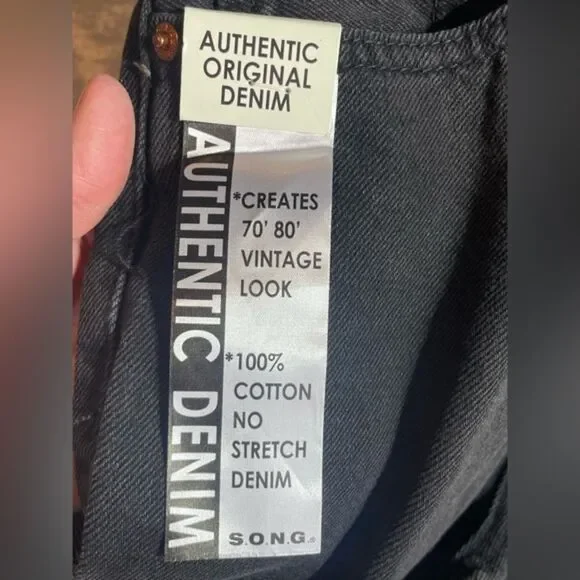 AUTHENTIC
ORIGINAL
DENIM
AUTHENTIC DENIM
*CREATES
70' 80'
VINTAGE
LOOK
*100%
COTTON
NO
STRETCH
DENIM
S.O.N.G.